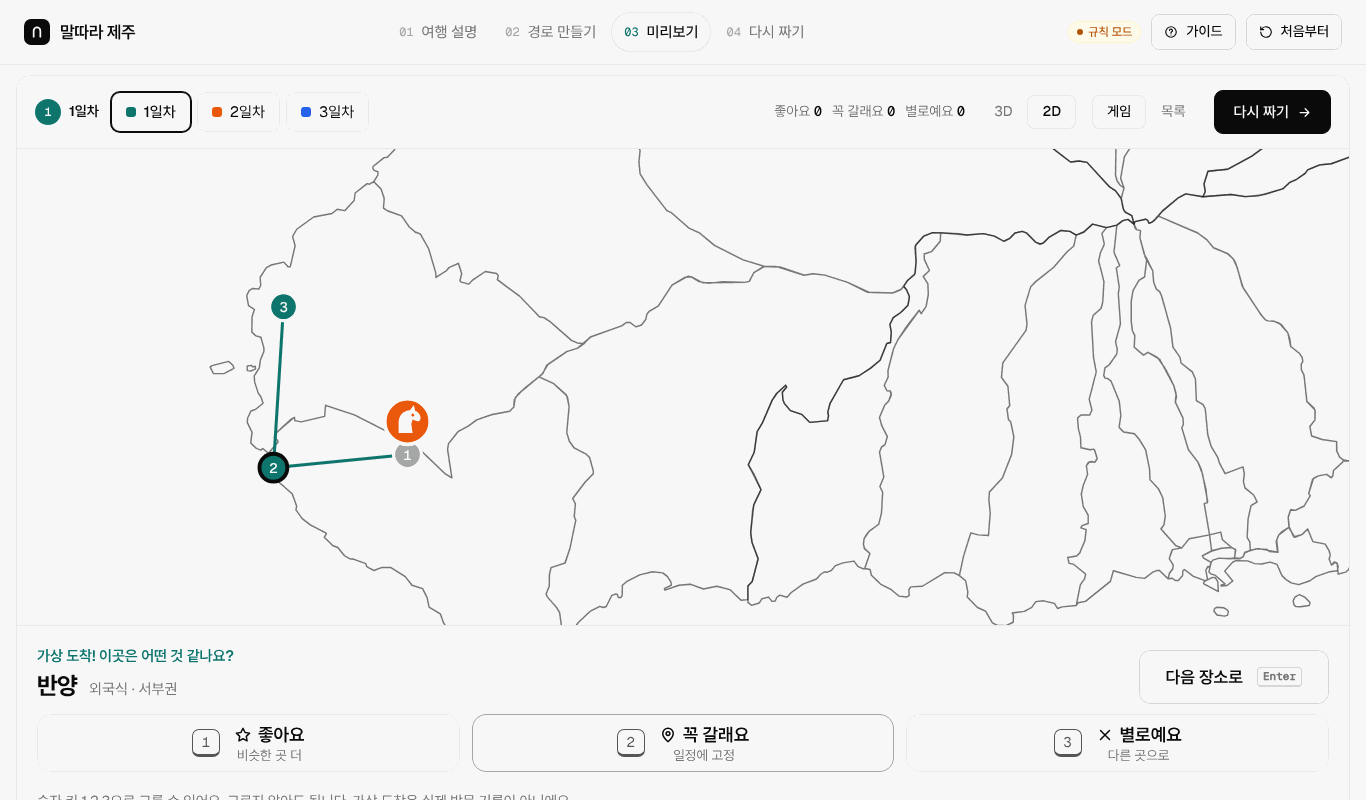 말따라 제주
01 여행 설명
02 경로 만들기
03 미리보기
04 다시 짜기
규칙 모드
가이드
처음부터
1 1일차
1일차
2일차
3일차
좋아요 0 꼭 갈래요 0 별로예요 0
3D
2D
게임
목록
다시 짜기 →
3
1
2
가상 도착! 이곳은 어떤 것 같나요?
반양 외국식 · 서부권
다음 장소로 Enter
1 좋아요
비슷한 곳 더
2 꼭 갈래요
일정에 고정
3 별로예요
다른 곳으로